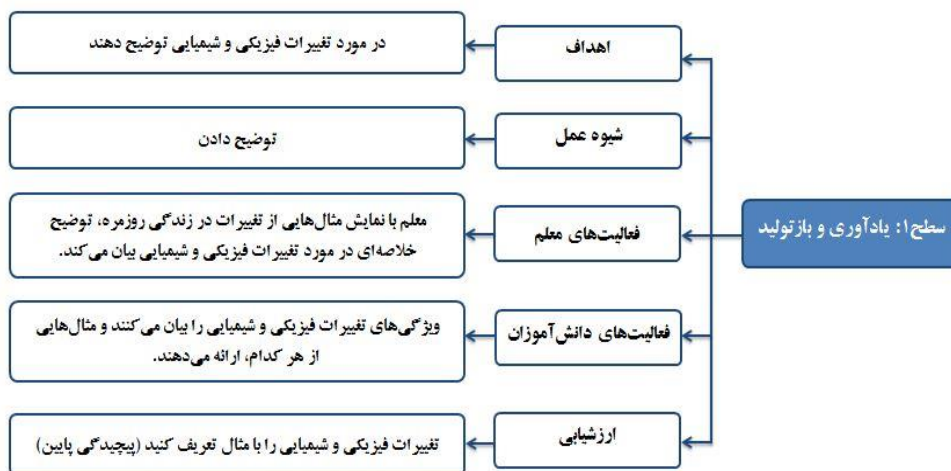 سطح۱: یادآوری و بازتولید
اهداف
در مورد تغییرات فیزیکی و شیمیایی توضیح دهند
شیوه عمل
توضیح دادن
فعالیت‌های معلم
معلم با نمایش مثال‌هایی از تغییرات در زندگی روزمره، توضیح
خلاصه‌ای در مورد تغییرات فیزیکی و شیمیایی بیان می‌کند.
فعالیت‌های دانش‌آموزان
ویژگی‌های تغییرات فیزیکی و شیمیایی را بیان می‌کنند و مثال‌هایی
از هر کدام، ارائه می‌دهند.
ارزشیابی
تغییرات فیزیکی و شیمیایی را با مثال تعریف کنید (پیچیدگی پایین)